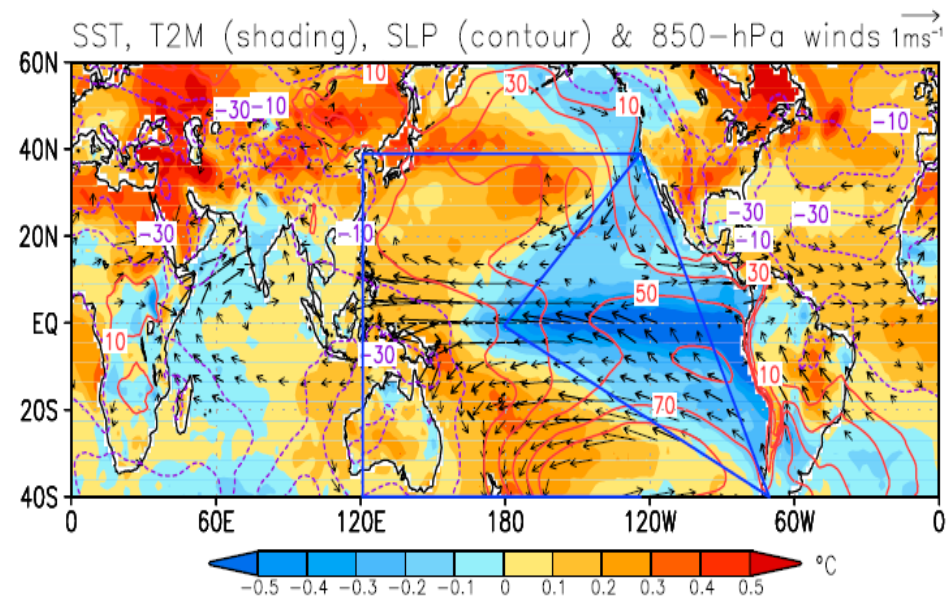 SST, T2M (shading), SLP (contour) & 850-hPa winds 1ms⁻¹
60N
10
30
-30
-10
10
-10
40N
-30
-30
20N
-30
-10
-10
30
50
EQ
10
-30
10
20S
70
40S
0
60E
120E
180
120W
60W
0
°C
-0.5
-0.4
-0.3
-0.2
-0.1
0
0.1
0.2
0.3
0.4
0.5